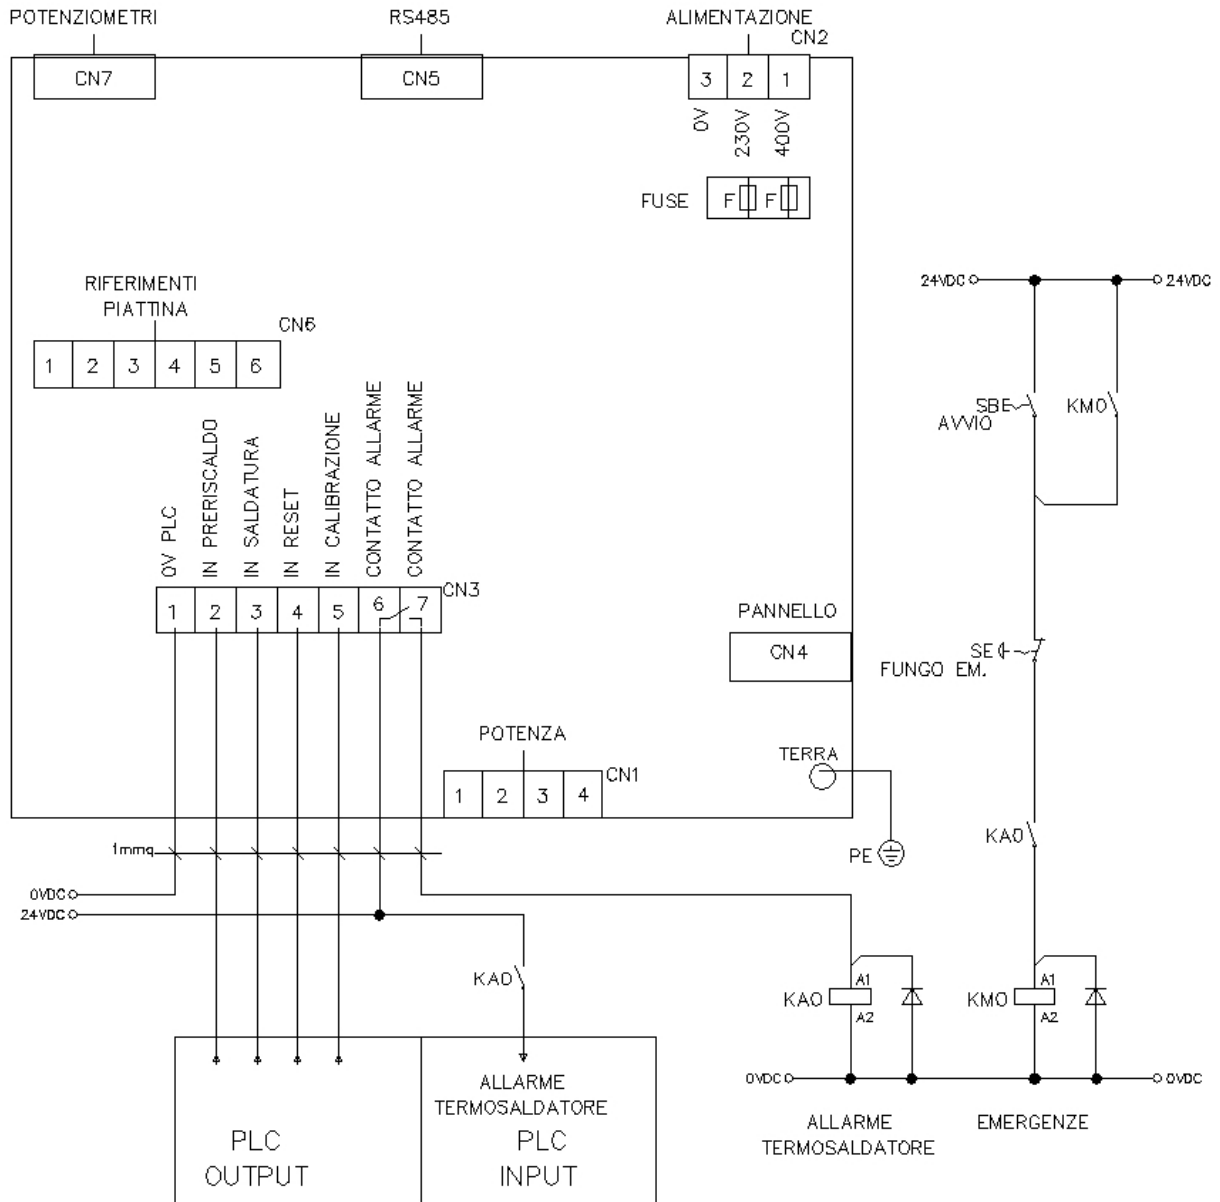 POTENZIOMETRI
RS485
ALIMENTAZIONE
CN2
CN7
CN5
3 2 1
0V
230V
400V
FUSE
F F
RIFERIMENTI
PIATTINA
CN6
1 2 3 4 5 6
24VDC
24VDC
SBE
AVVIO
KM0
0V PLC
IN PRERISCALDO
IN SALDATURA
IN RESET
IN CALIBRAZIONE
CONTATTO ALLARME
CONTATTO ALLARME
CN3
1 2 3 4 5 6 7
PANNELLO
CN4
SE
FUNGO EM.
POTENZA
CN1
1 2 3 4
TERRA
PE
KA0
1mmq
0VDC
24VDC
KA0
KA0
A1
A2
KM0
A1
A2
0VDC
0VDC
ALLARME
TERMOSALDATORE
PLC
OUTPUT
PLC
INPUT
ALLARME
TERMOSALDATORE
EMERGENZE